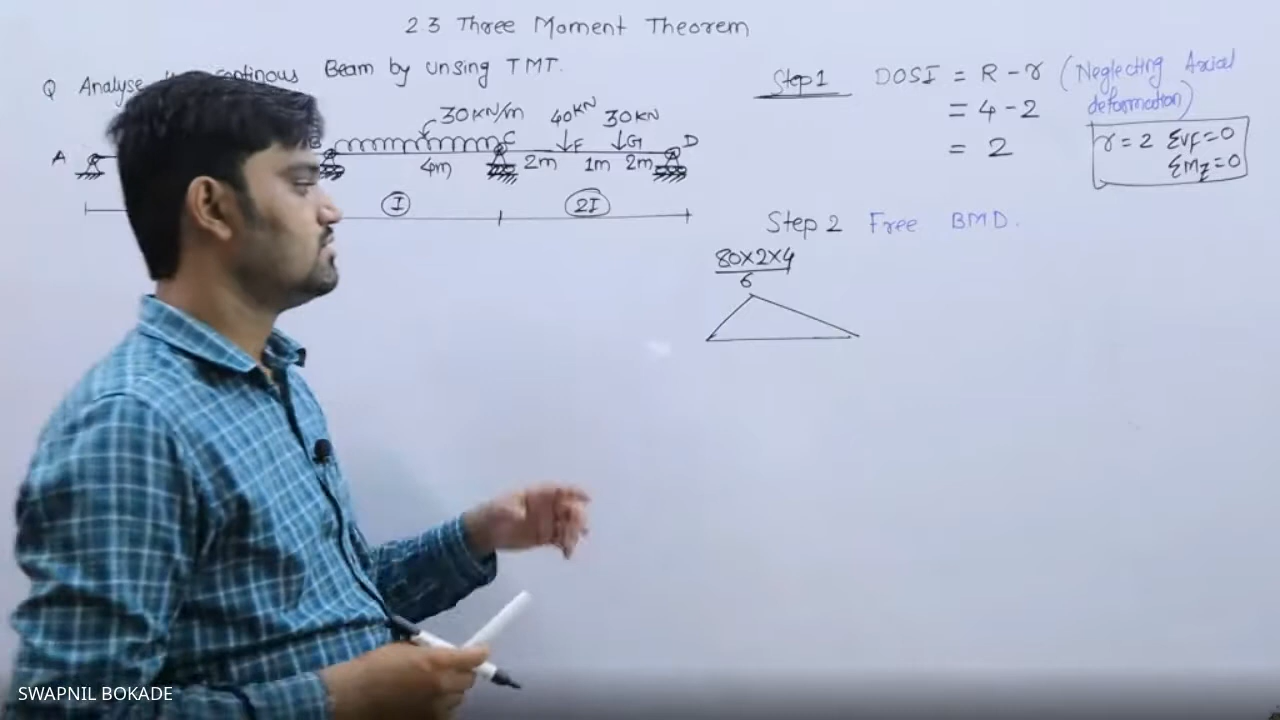 2.3 Three Moment Theorem
Q Analyse continous Beam by unsing TMT.
30KN/m 40KN 30KN
A B C F G D
4m 2m 1m 2m
I 2I
Step1 DOSI = R - r (Neglecting Axial deformation)
= 4 - 2
= 2
r = 2 ΣVF=0
ΣMz=0
Step 2 Free BMD.
80×2×4
6
SWAPNIL BOKADE